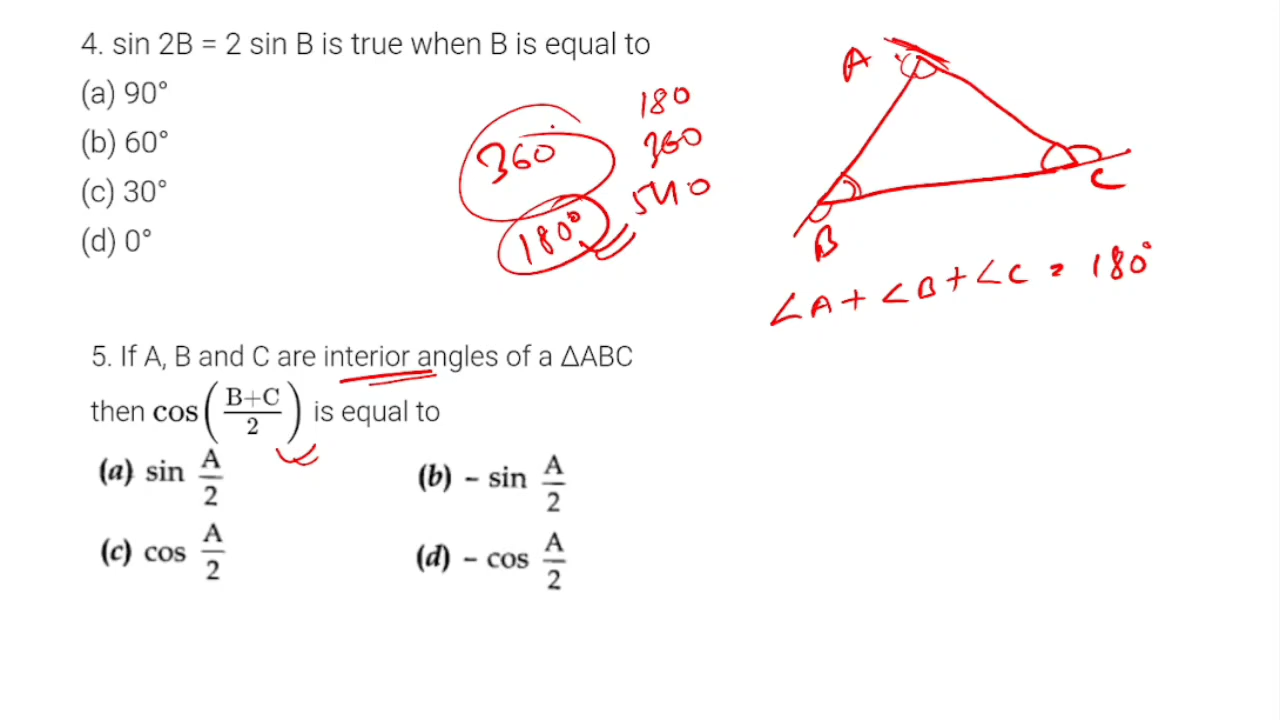 4. sin 2B = 2 sin B is true when B is equal to
(a) 90°
(b) 60°
(c) 30°
(d) 0°
360°
180°
180
360
540
A
B
C
∠A + ∠B + ∠C = 180°
5. If A, B and C are interior angles of a ΔABC
then cos(B+C/2) is equal to
(a) sin A/2
(b) - sin A/2
(c) cos A/2
(d) - cos A/2